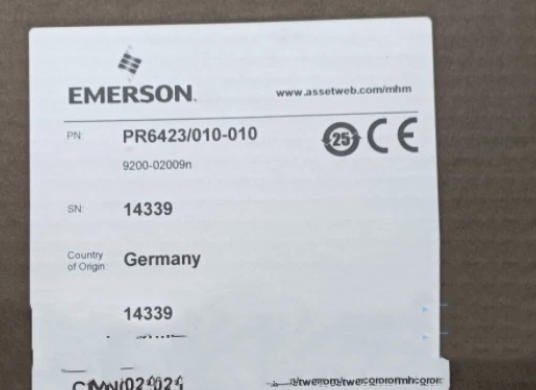 EMERSON.
www.assetweb.com/mhm
PN: PR6423/010-010
25 CE
9200-02009n
SN: 14339
Country
of Origin: Germany
14339